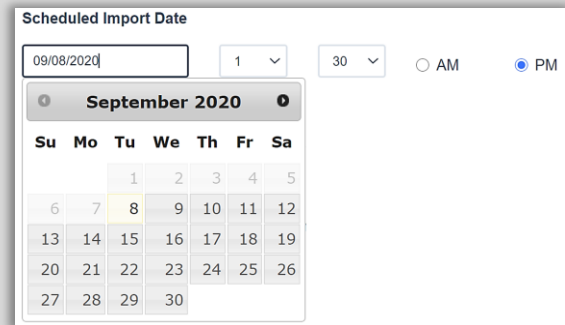 Scheduled Import Date
09/08/2020 1 30 AM PM
September 2020
Su Mo Tu We Th Fr Sa
1 2 3 4 5
6 7 8 9 10 11 12
13 14 15 16 17 18 19
20 21 22 23 24 25 26
27 28 29 30